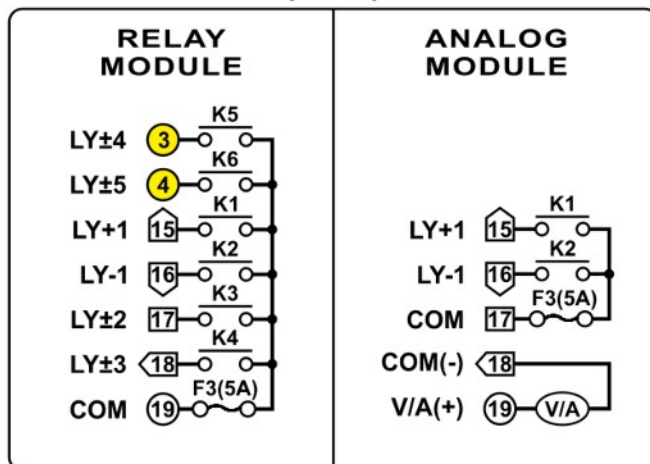 RELAY
MODULE
K5
LY±4 3
K6
LY±5 4
K1
LY+1 15
K2
LY-1 16
K3
LY±2 17
K4
LY±3 18
F3(5A)
COM 19
ANALOG
MODULE
K1
LY+1 15
K2
LY-1 16
F3(5A)
COM 17
COM(-) 18
V/A(+) 19 V/A